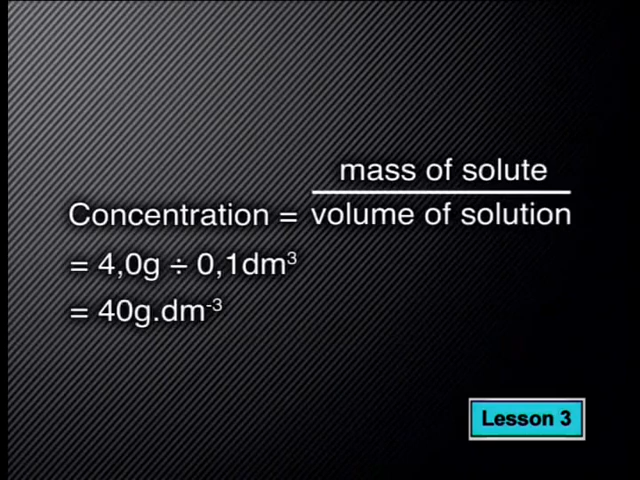 mass of solute
Concentration = volume of solution
= 4,0g ÷ 0,1dm³
= 40g.dm⁻³
Lesson 3